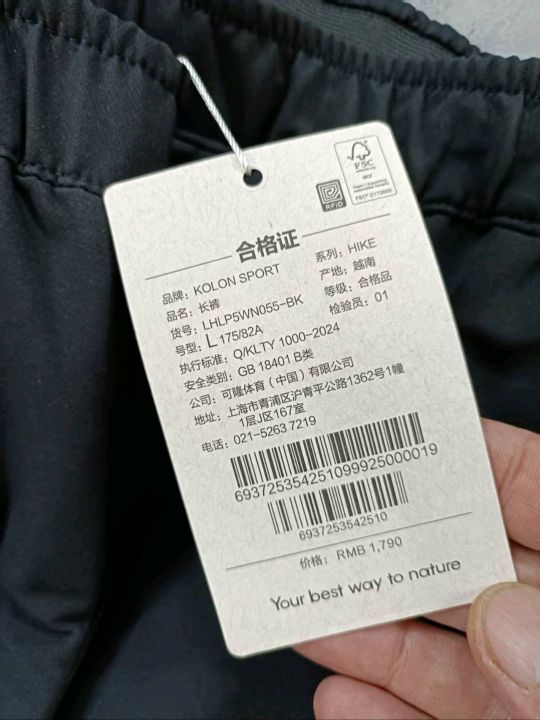 FSC
MIX
RFID
合格证
品牌：KOLON SPORT 系列：HIKE
品名：长裤 产地：越南
货号：LHLP5WN055-BK 等级：合格品
号型：L 175/82A 检验员：01
执行标准：Q/KLTY 1000-2024
安全类别：GB 18401 B类
公司：可隆体育（中国）有限公司
地址：上海市青浦区沪青平公路1362号1幢
1层J区167室
电话：021-5263 7219
693725354251099925000019
6937253542510
价格：RMB 1,790
Your best way to nature